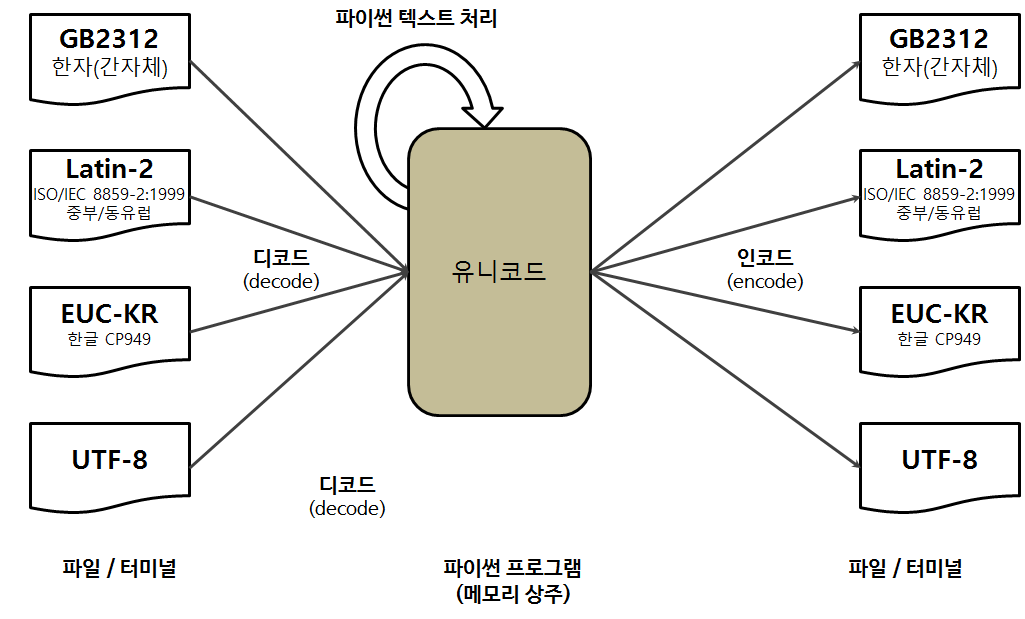 파이썬 텍스트 처리
GB2312
한자(간자체)
Latin-2
ISO/IEC 8859-2:1999
중부/동유럽
EUC-KR
한글 CP949
UTF-8
디코드
(decode)
디코드
(decode)
유니코드
인코드
(encode)
GB2312
한자(간자체)
Latin-2
ISO/IEC 8859-2:1999
중부/동유럽
EUC-KR
한글 CP949
UTF-8
파일 / 터미널
파이썬 프로그램
(메모리 상주)
파일 / 터미널